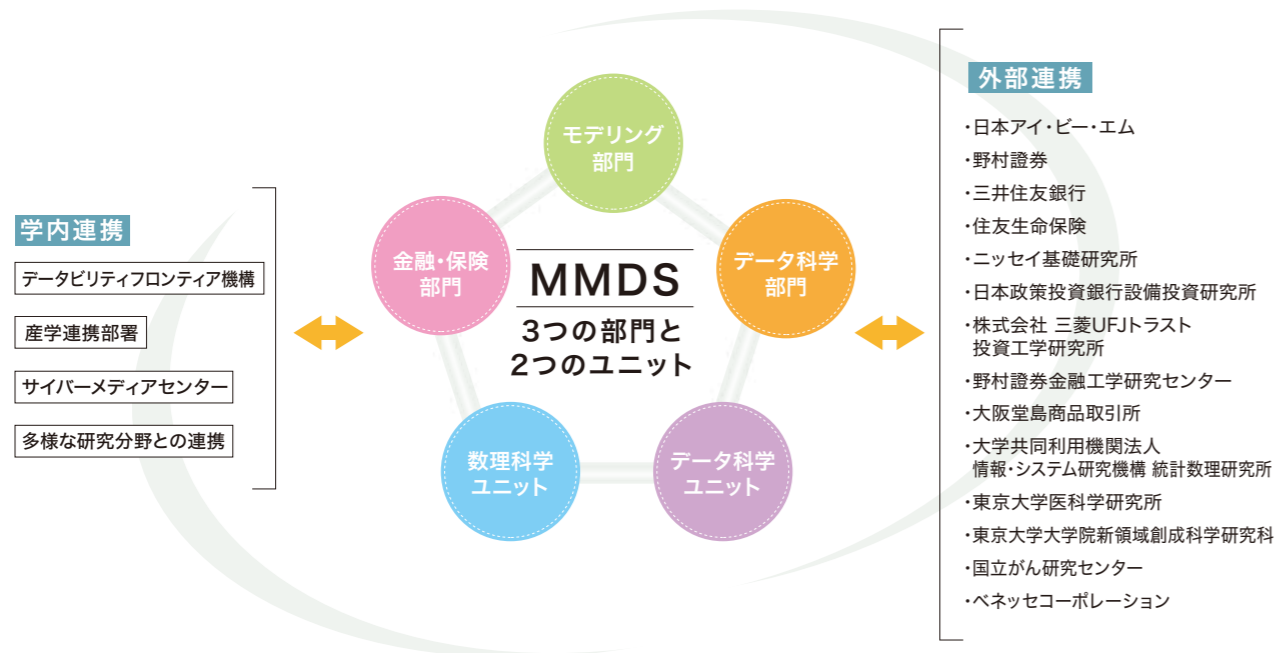 学内連携
データビリティフロンティア機構
産学連携部署
サイバーメディアセンター
多様な研究分野との連携
モデリング
部門
金融・保険
部門
データ科学
部門
MMDS
3つの部門と
2つのユニット
数理科学
ユニット
データ科学
ユニット
外部連携
・日本アイ・ビー・エム
・野村證券
・三井住友銀行
・住友生命保険
・ニッセイ基礎研究所
・日本政策投資銀行設備投資研究所
・株式会社 三菱UFJトラスト
投資工学研究所
・野村證券金融工学研究センター
・大阪堂島商品取引所
・大学共同利用機関法人
情報・システム研究機構 統計数理研究所
・東京大学医科学研究所
・東京大学大学院新領域創成科学研究科
・国立がん研究センター
・ベネッセコーポレーション